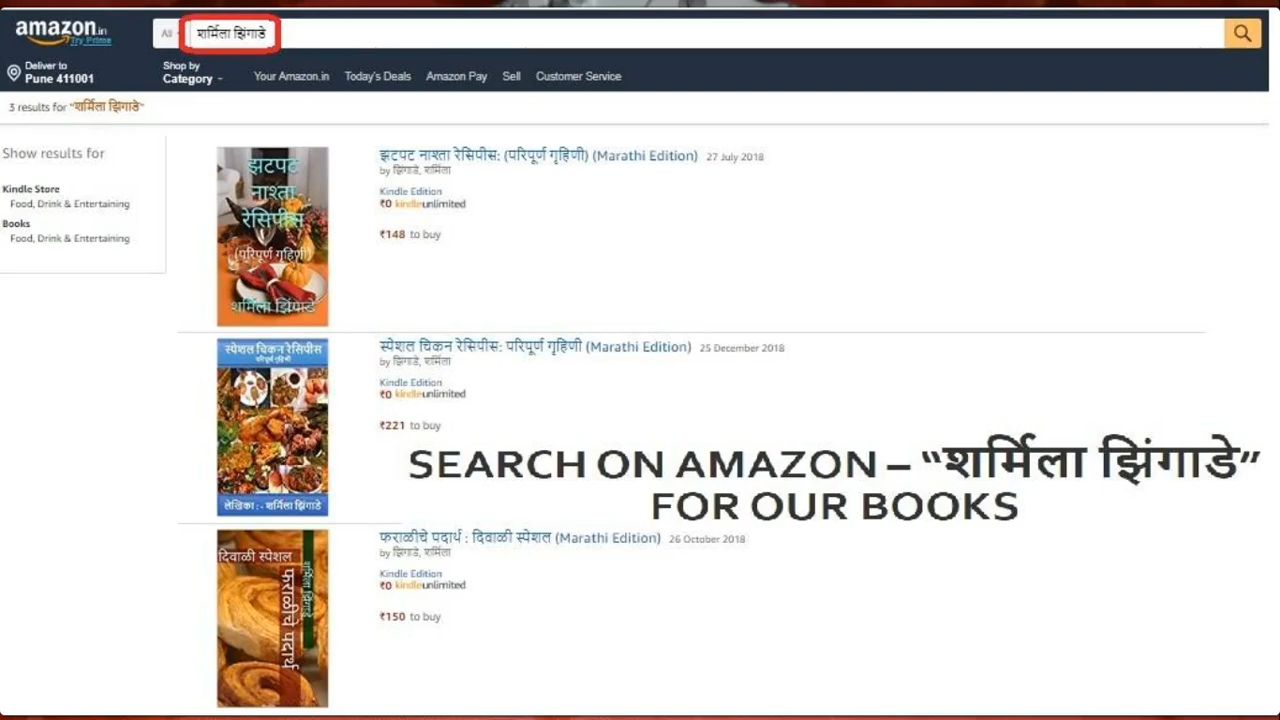 amazon.in
Try Prime
All
शर्मिला झिंगाडे
Deliver to
Pune 411001
Shop by
Category
Your Amazon.in Today's Deals Amazon Pay Sell Customer Service
3 results for "शर्मिला झिंगाडे"
Show results for
Kindle Store
Food, Drink & Entertaining
Books
Food, Drink & Entertaining
झटपट
नाश्ता
रेसिपीस
(परिपूर्ण गृहिणी)
शर्मिला झिंगाडे
झटपट नाश्ता रेसिपीस: (परिपूर्ण गृहिणी) (Marathi Edition) 27 July 2018
by झिंगाडे, शर्मिला
Kindle Edition
₹0 kindleunlimited
₹148 to buy
स्पेशल चिकन रेसिपीस
परिपूर्ण गृहिणी
लेखिका :- शर्मिला झिंगाडे
स्पेशल चिकन रेसिपीस: परिपूर्ण गृहिणी (Marathi Edition) 25 December 2018
by झिंगाडे, शर्मिला
Kindle Edition
₹0 kindleunlimited
₹221 to buy
SEARCH ON AMAZON – “शर्मिला झिंगाडे”
FOR OUR BOOKS
दिवाळी स्पेशल
फराळीचे पदार्थ
शर्मिला झिंगाडे
फराळीचे पदार्थ : दिवाळी स्पेशल (Marathi Edition) 26 October 2018
by झिंगाडे, शर्मिला
Kindle Edition
₹0 kindleunlimited
₹150 to buy